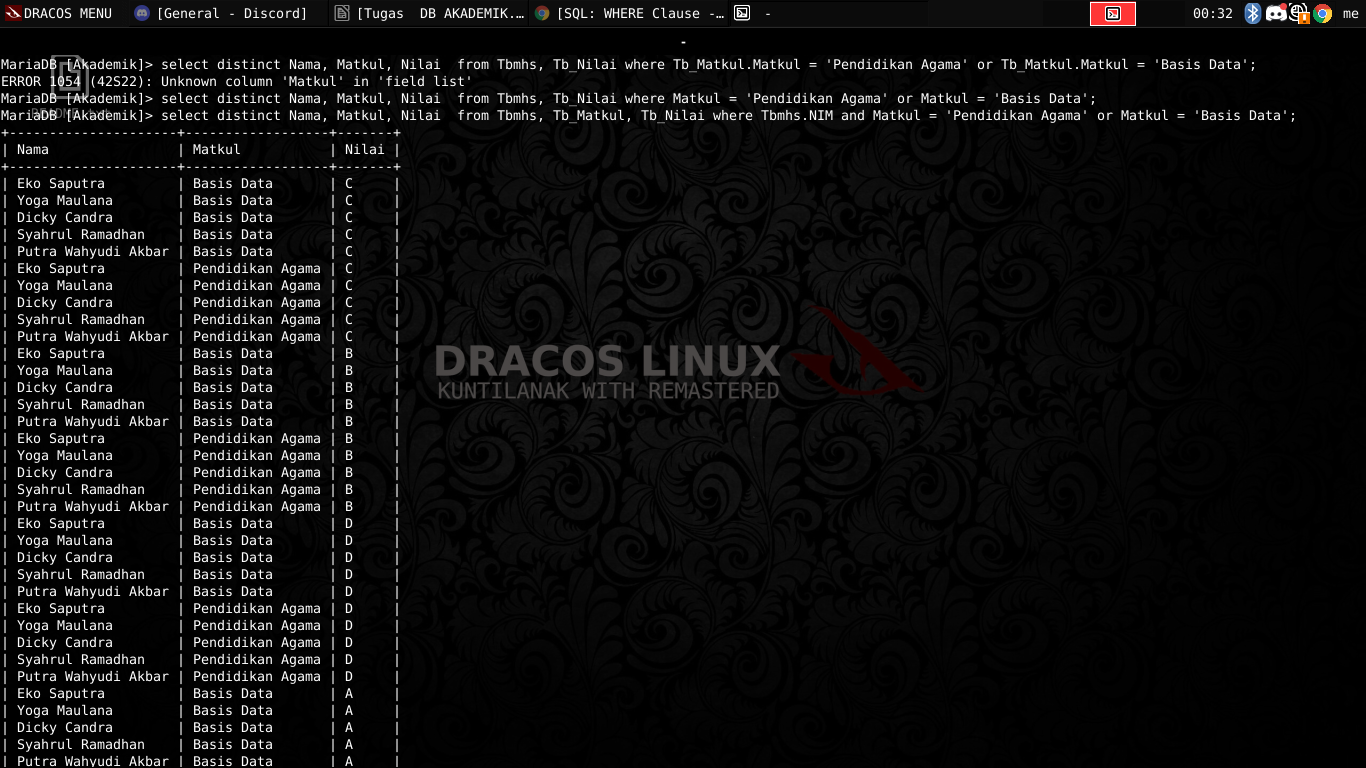 DRACOS MENU [General - Discord] [Tugas  DB AKADEMIK.… [SQL: WHERE Clause -… - 00:32 me
-
MariaDB [Akademik]> select distinct Nama, Matkul, Nilai  from Tbmhs, Tb_Nilai where Tb_Matkul.Matkul = 'Pendidikan Agama' or Tb_Matkul.Matkul = 'Basis Data';
ERROR 1054 (42S22): Unknown column 'Matkul' in 'field list'
MariaDB [Akademik]> select distinct Nama, Matkul, Nilai  from Tbmhs, Tb_Nilai where Matkul = 'Pendidikan Agama' or Matkul = 'Basis Data';
MariaDB [Akademik]> select distinct Nama, Matkul, Nilai  from Tbmhs, Tb_Matkul, Tb_Nilai where Tbmhs.NIM and Matkul = 'Pendidikan Agama' or Matkul = 'Basis Data';
+---------------------+------------------+-------+
| Nama                | Matkul           | Nilai |
+---------------------+------------------+-------+
| Eko Saputra         | Basis Data       | C     |
| Yoga Maulana        | Basis Data       | C     |
| Dicky Candra        | Basis Data       | C     |
| Syahrul Ramadhan    | Basis Data       | C     |
| Putra Wahyudi Akbar | Basis Data       | C     |
| Eko Saputra         | Pendidikan Agama | C     |
| Yoga Maulana        | Pendidikan Agama | C     |
| Dicky Candra        | Pendidikan Agama | C     |
| Syahrul Ramadhan    | Pendidikan Agama | C     |
| Putra Wahyudi Akbar | Pendidikan Agama | C     |
| Eko Saputra         | Basis Data       | B     |
| Yoga Maulana        | Basis Data       | B     |
| Dicky Candra        | Basis Data       | B     |
| Syahrul Ramadhan    | Basis Data       | B     |
| Putra Wahyudi Akbar | Basis Data       | B     |
| Eko Saputra         | Pendidikan Agama | B     |
| Yoga Maulana        | Pendidikan Agama | B     |
| Dicky Candra        | Pendidikan Agama | B     |
| Syahrul Ramadhan    | Pendidikan Agama | B     |
| Putra Wahyudi Akbar | Pendidikan Agama | B     |
| Eko Saputra         | Basis Data       | D     |
| Yoga Maulana        | Basis Data       | D     |
| Dicky Candra        | Basis Data       | D     |
| Syahrul Ramadhan    | Basis Data       | D     |
| Putra Wahyudi Akbar | Basis Data       | D     |
| Eko Saputra         | Pendidikan Agama | D     |
| Yoga Maulana        | Pendidikan Agama | D     |
| Dicky Candra        | Pendidikan Agama | D     |
| Syahrul Ramadhan    | Pendidikan Agama | D     |
| Putra Wahyudi Akbar | Pendidikan Agama | D     |
| Eko Saputra         | Basis Data       | A     |
| Yoga Maulana        | Basis Data       | A     |
| Dicky Candra        | Basis Data       | A     |
| Syahrul Ramadhan    | Basis Data       | A     |
| Putra Wahyudi Akbar | Basis Data       | A     |
DRACOS LINUX
KUNTILANAK WITH REMASTERED